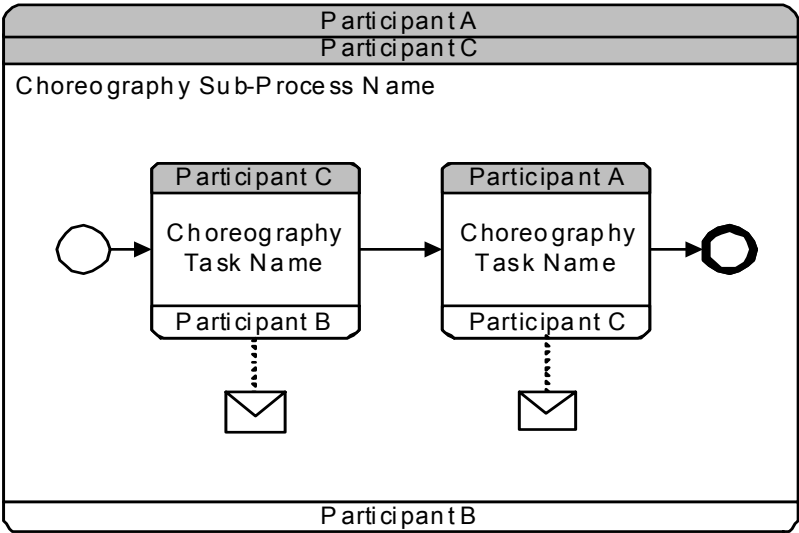 Participant A
Participant C
Choreography Sub-Process Name
Participant C
Choreography
Task Name
Participant B
Participant A
Choreography
Task Name
Participant C
Participant B